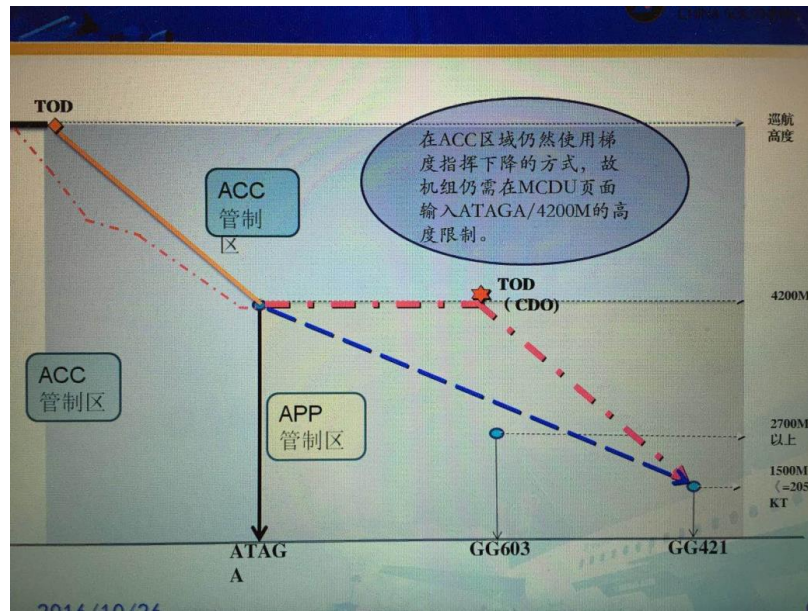 TOD
巡航
高度
在ACC区域仍然使用梯
度指挥下降的方式，故
机组仍需在MCDU页面
输入ATAGA/4200M的高
度限制。
ACC
管制
区
TOD
（CDO）
4200M
ACC
管制区
APP
管制区
2700M
以上
1500M
（<=205
KT
ATAG
A
GG603
GG421
2016/10/26